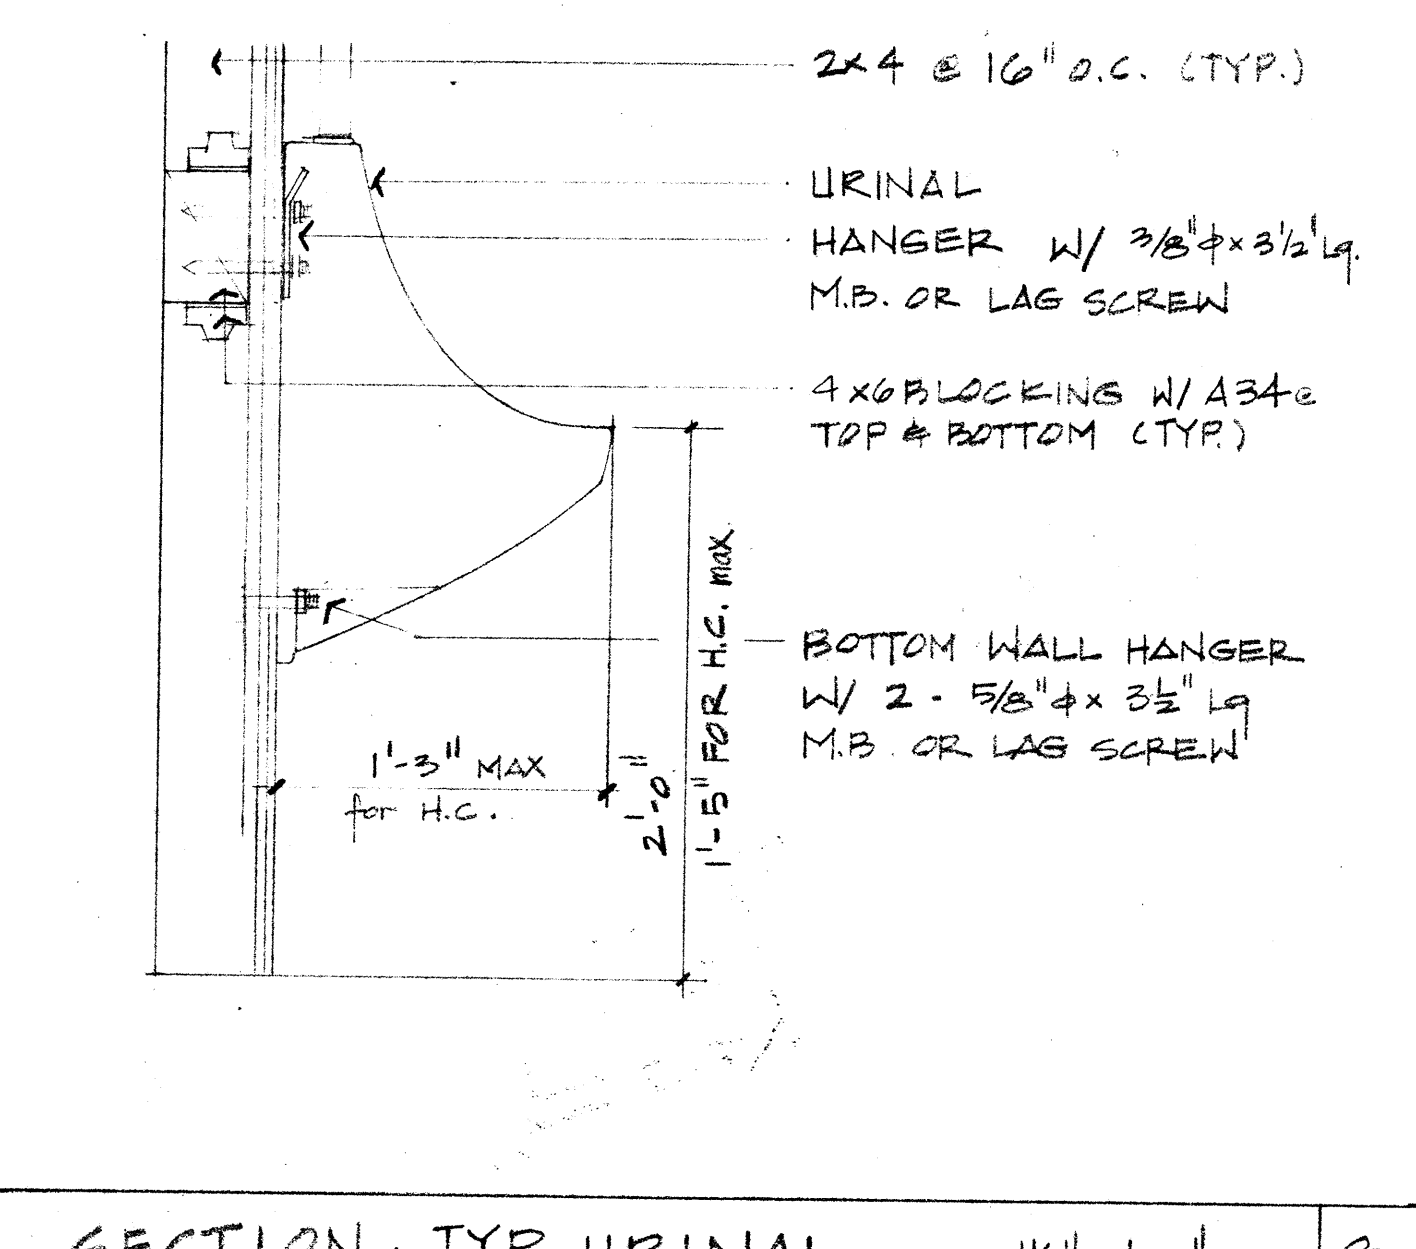 2x4 @ 16" O.C. (TYP.)
URINAL
HANGER W/ 3/8"φ x 3 1/2" Lg.
M.B. OR LAG SCREW
4 x6 BLOCKING W/ A34 @
TOP & BOTTOM (TYP.)
BOTTOM WALL HANGER
W/ 2 - 5/8"φ x 3 1/2" Lg
M.B. OR LAG SCREW
1'-3" MAX
for H.C.
2'-0"
1'-5" FOR H.C. max.
SECTION - TYP. URINAL